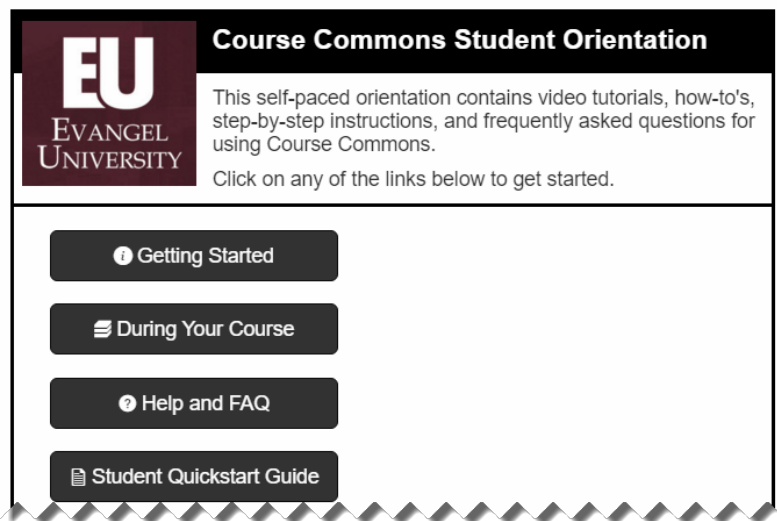 EU
EVANGEL
UNIVERSITY
Course Commons Student Orientation
This self-paced orientation contains video tutorials, how-to's,
step-by-step instructions, and frequently asked questions for
using Course Commons.
Click on any of the links below to get started.
Getting Started
During Your Course
Help and FAQ
Student Quickstart Guide